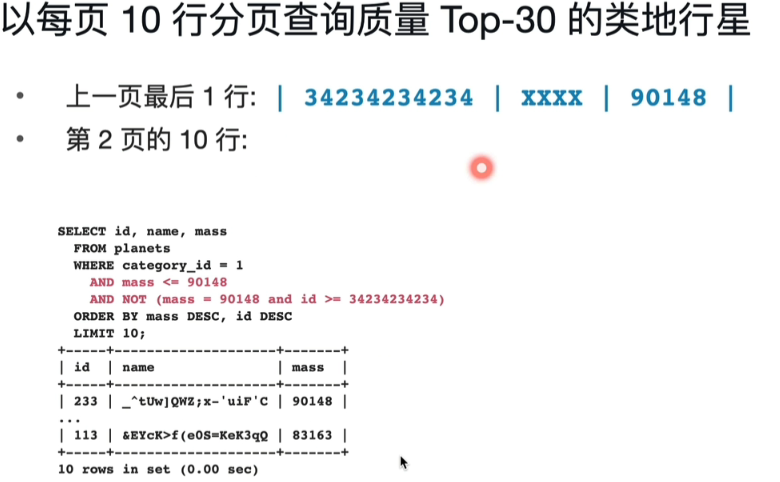 以每页 10 行分页查询质量 Top-30 的类地行星
• 上一页最后 1 行: | 34234234234 | XXXX | 90148 |
• 第 2 页的 10 行:
SELECT id, name, mass
FROM planets
WHERE category_id = 1
AND mass <= 90148
AND NOT (mass = 90148 and id >= 34234234234)
ORDER BY mass DESC, id DESC
LIMIT 10;
+-----+--------------------+-------+
| id | name | mass |
+-----+--------------------+-------+
| 233 | _^tUw]QWZ;x-'uiF'C | 90148 |
...
| 113 | &EYcK>f(e0S=KeK3qQ | 83163 |
+-----+--------------------+-------+
10 rows in set (0.00 sec)